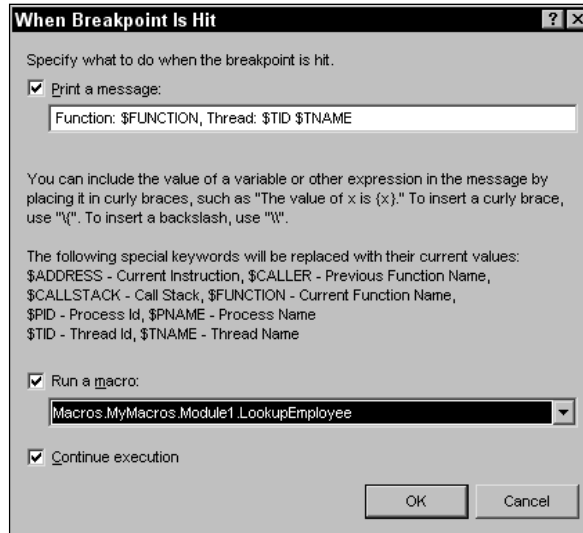 When Breakpoint Is Hit
Specify what to do when the breakpoint is hit.
Print a message:
Function: $FUNCTION, Thread: $TID $TNAME
You can include the value of a variable or other expression in the message by
placing it in curly braces, such as "The value of x is {x}." To insert a curly brace,
use "\{". To insert a backslash, use "\\".
The following special keywords will be replaced with their current values:
$ADDRESS - Current Instruction, $CALLER - Previous Function Name,
$CALLSTACK - Call Stack, $FUNCTION - Current Function Name,
$PID - Process Id, $PNAME - Process Name
$TID - Thread Id, $TNAME - Thread Name
Run a macro:
Macros.MyMacros.Module1.LookupEmployee
Continue execution
OK Cancel